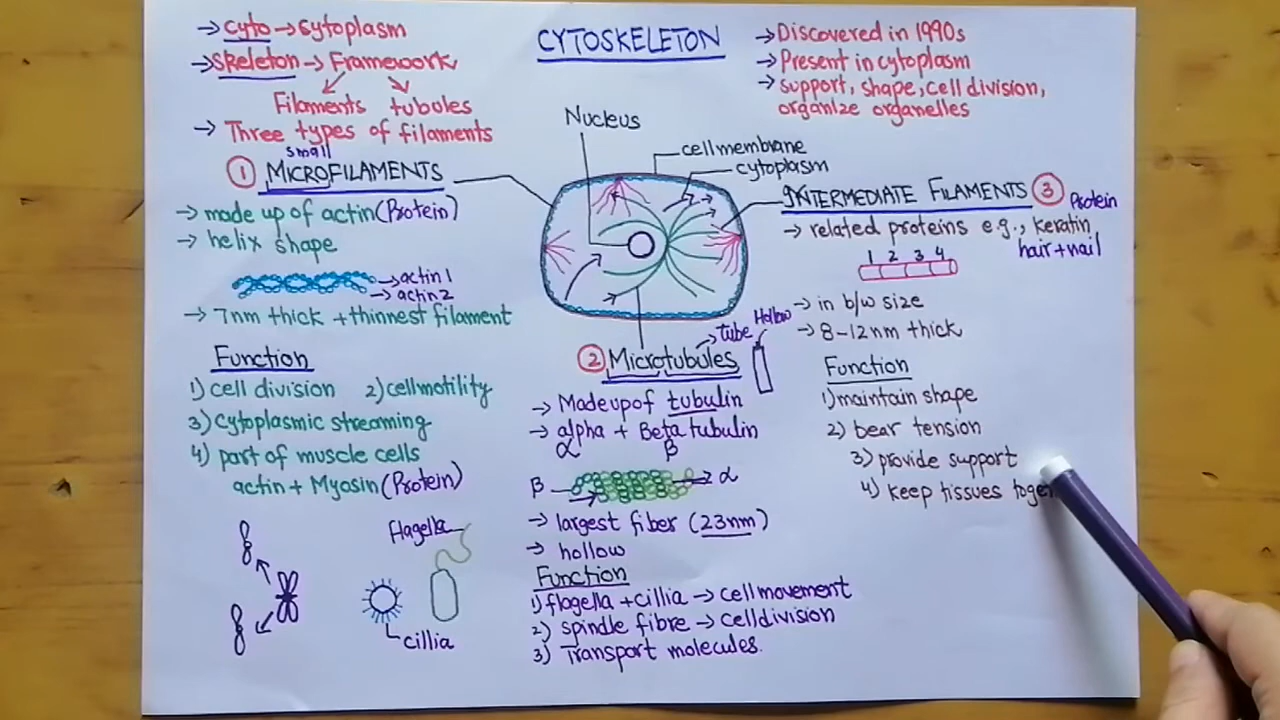 CYTOSKELETON
→ Cyto → Cytoplasm
→ Skeleton → Framework
Filaments tubules
→ Three types of filaments
→ Discovered in 1990s
→ Present in cytoplasm
→ support, shape, cell division,
organize organelles
Nucleus
cell membrane
cytoplasm
small
① MICROFILAMENTS
→ made up of actin (Protein)
→ helix shape
→ actin 1
→ actin 2
→ 7nm thick + thinnest filament
Function
1) cell division 2) cell motility
3) Cytoplasmic streaming
4) part of muscle cells
actin + Myosin (Protein)
flagella
cillia
② Microtubules
→ tube
Hollow
→ Made up of tubulin
→ alpha + Beta tubulin
α β
β α
→ largest fiber (23nm)
→ hollow
Function
1) flagella + cillia → cell movement
2) spindle fibre → cell division
3) Transport molecules.
INTERMEDIATE FILAMENTS ③
Protein
→ related proteins e.g., keratin
hair + nail
1 2 3 4
→ in b/w size
→ 8-12nm thick
Function
1) maintain shape
2) bear tension
3) provide support
4) keep tissues